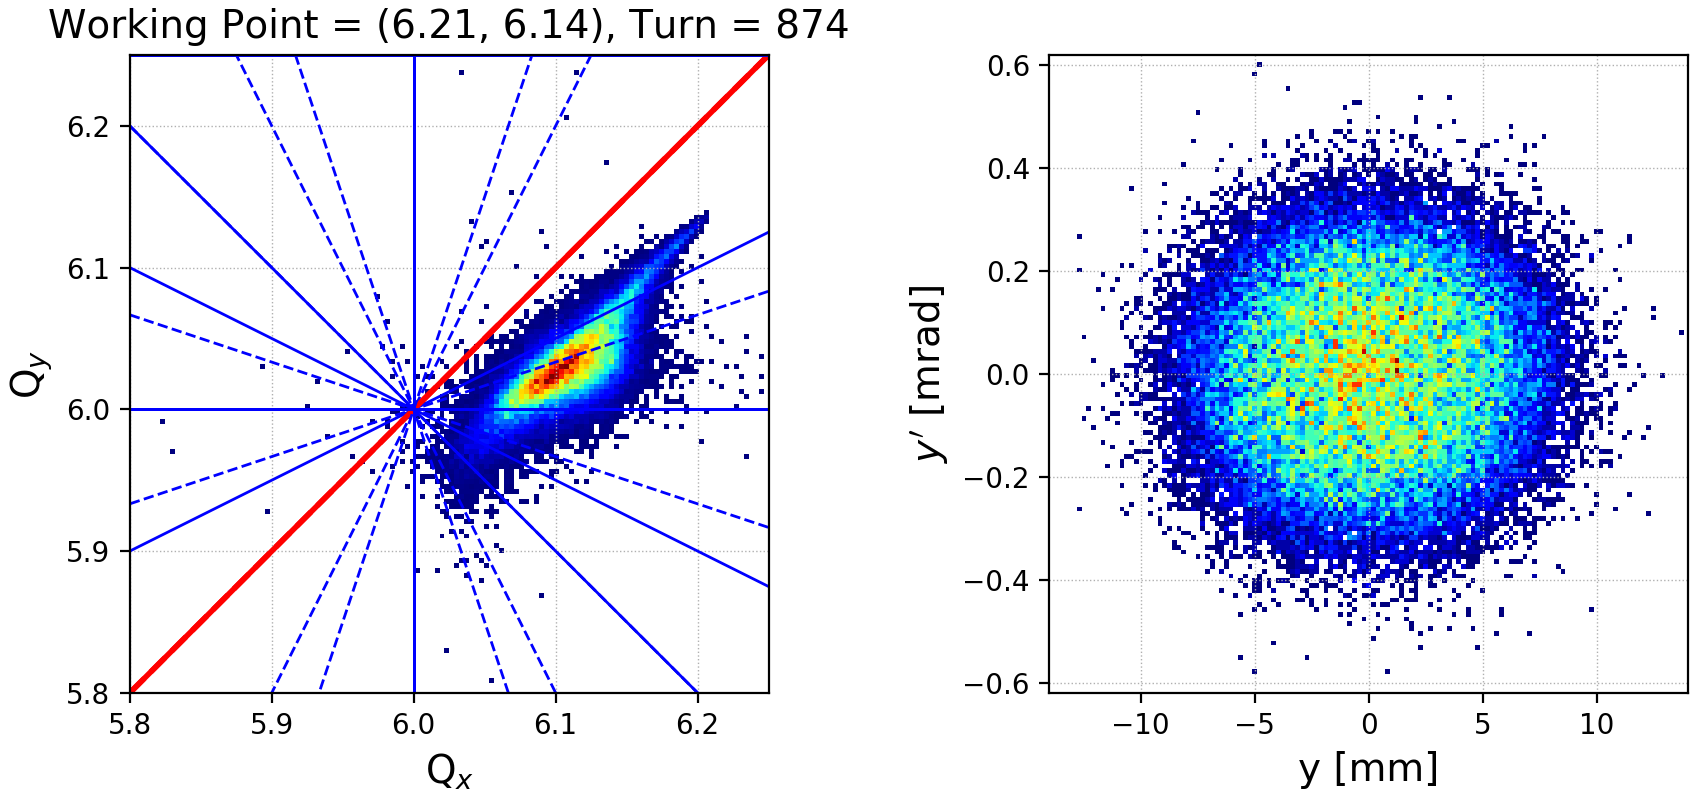 Working Point = (6.21, 6.14), Turn = 874
6.2
6.1
6.0
5.9
5.8
Q_y
5.8 5.9 6.0 6.1 6.2
Q_x
0.6
0.4
0.2
0.0
−0.2
−0.4
−0.6
y′ [mrad]
−10 −5 0 5 10
y [mm]